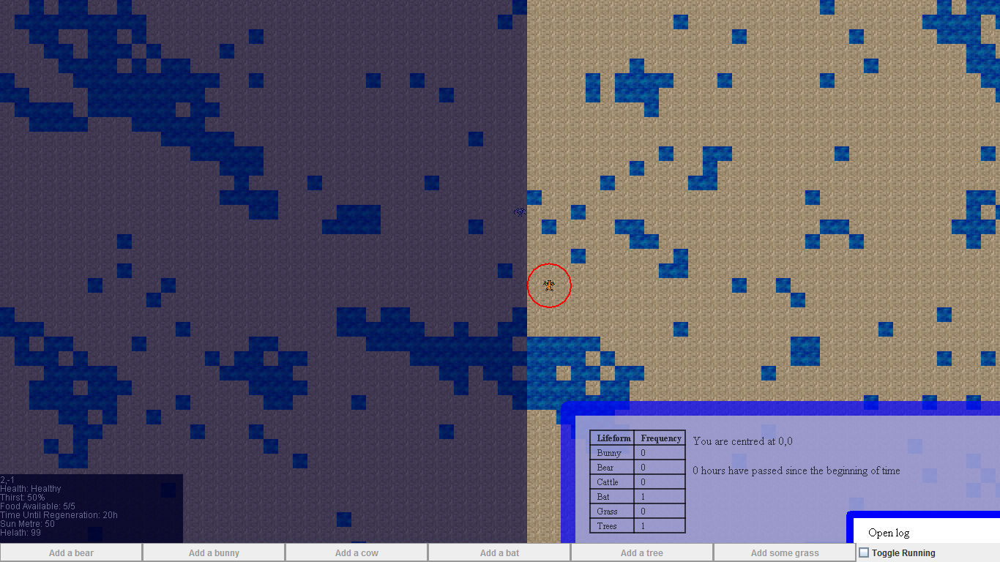 2,-1
Health: Healthy
Thirst: 50%
Food Available: 5/5
Time Until Regeneration: 20h
Sun Metre: 50
Helath: 99
Lifeform Frequency
Bunny 0
Bear 0
Cattle 0
Bat 1
Grass 0
Trees 1
You are centred at 0,0
0 hours have passed since the beginning of time
Open log
Add a bear Add a bunny Add a cow Add a bat Add a tree Add some grass Toggle Running